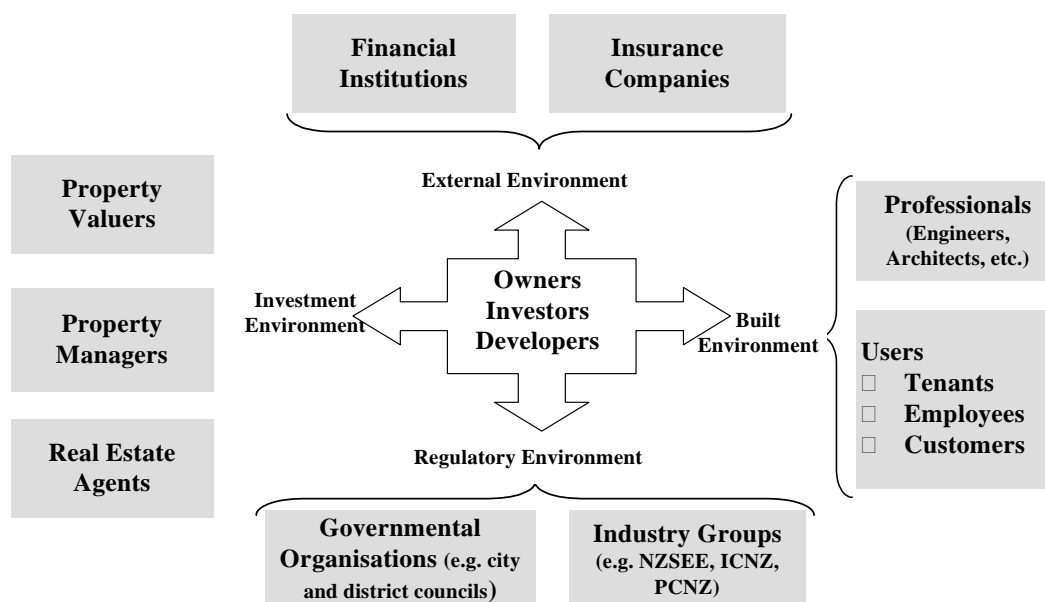 Financial
Institutions
Insurance
Companies
External Environment
Property
Valuers
Property
Managers
Real Estate
Agents
Investment
Environment
Owners
Investors
Developers
Built
Environment
Professionals
(Engineers,
Architects, etc.)
Users
Tenants
Employees
Customers
Regulatory Environment
Governmental
Organisations (e.g. city
and district councils)
Industry Groups
(e.g. NZSEE, ICNZ,
PCNZ)